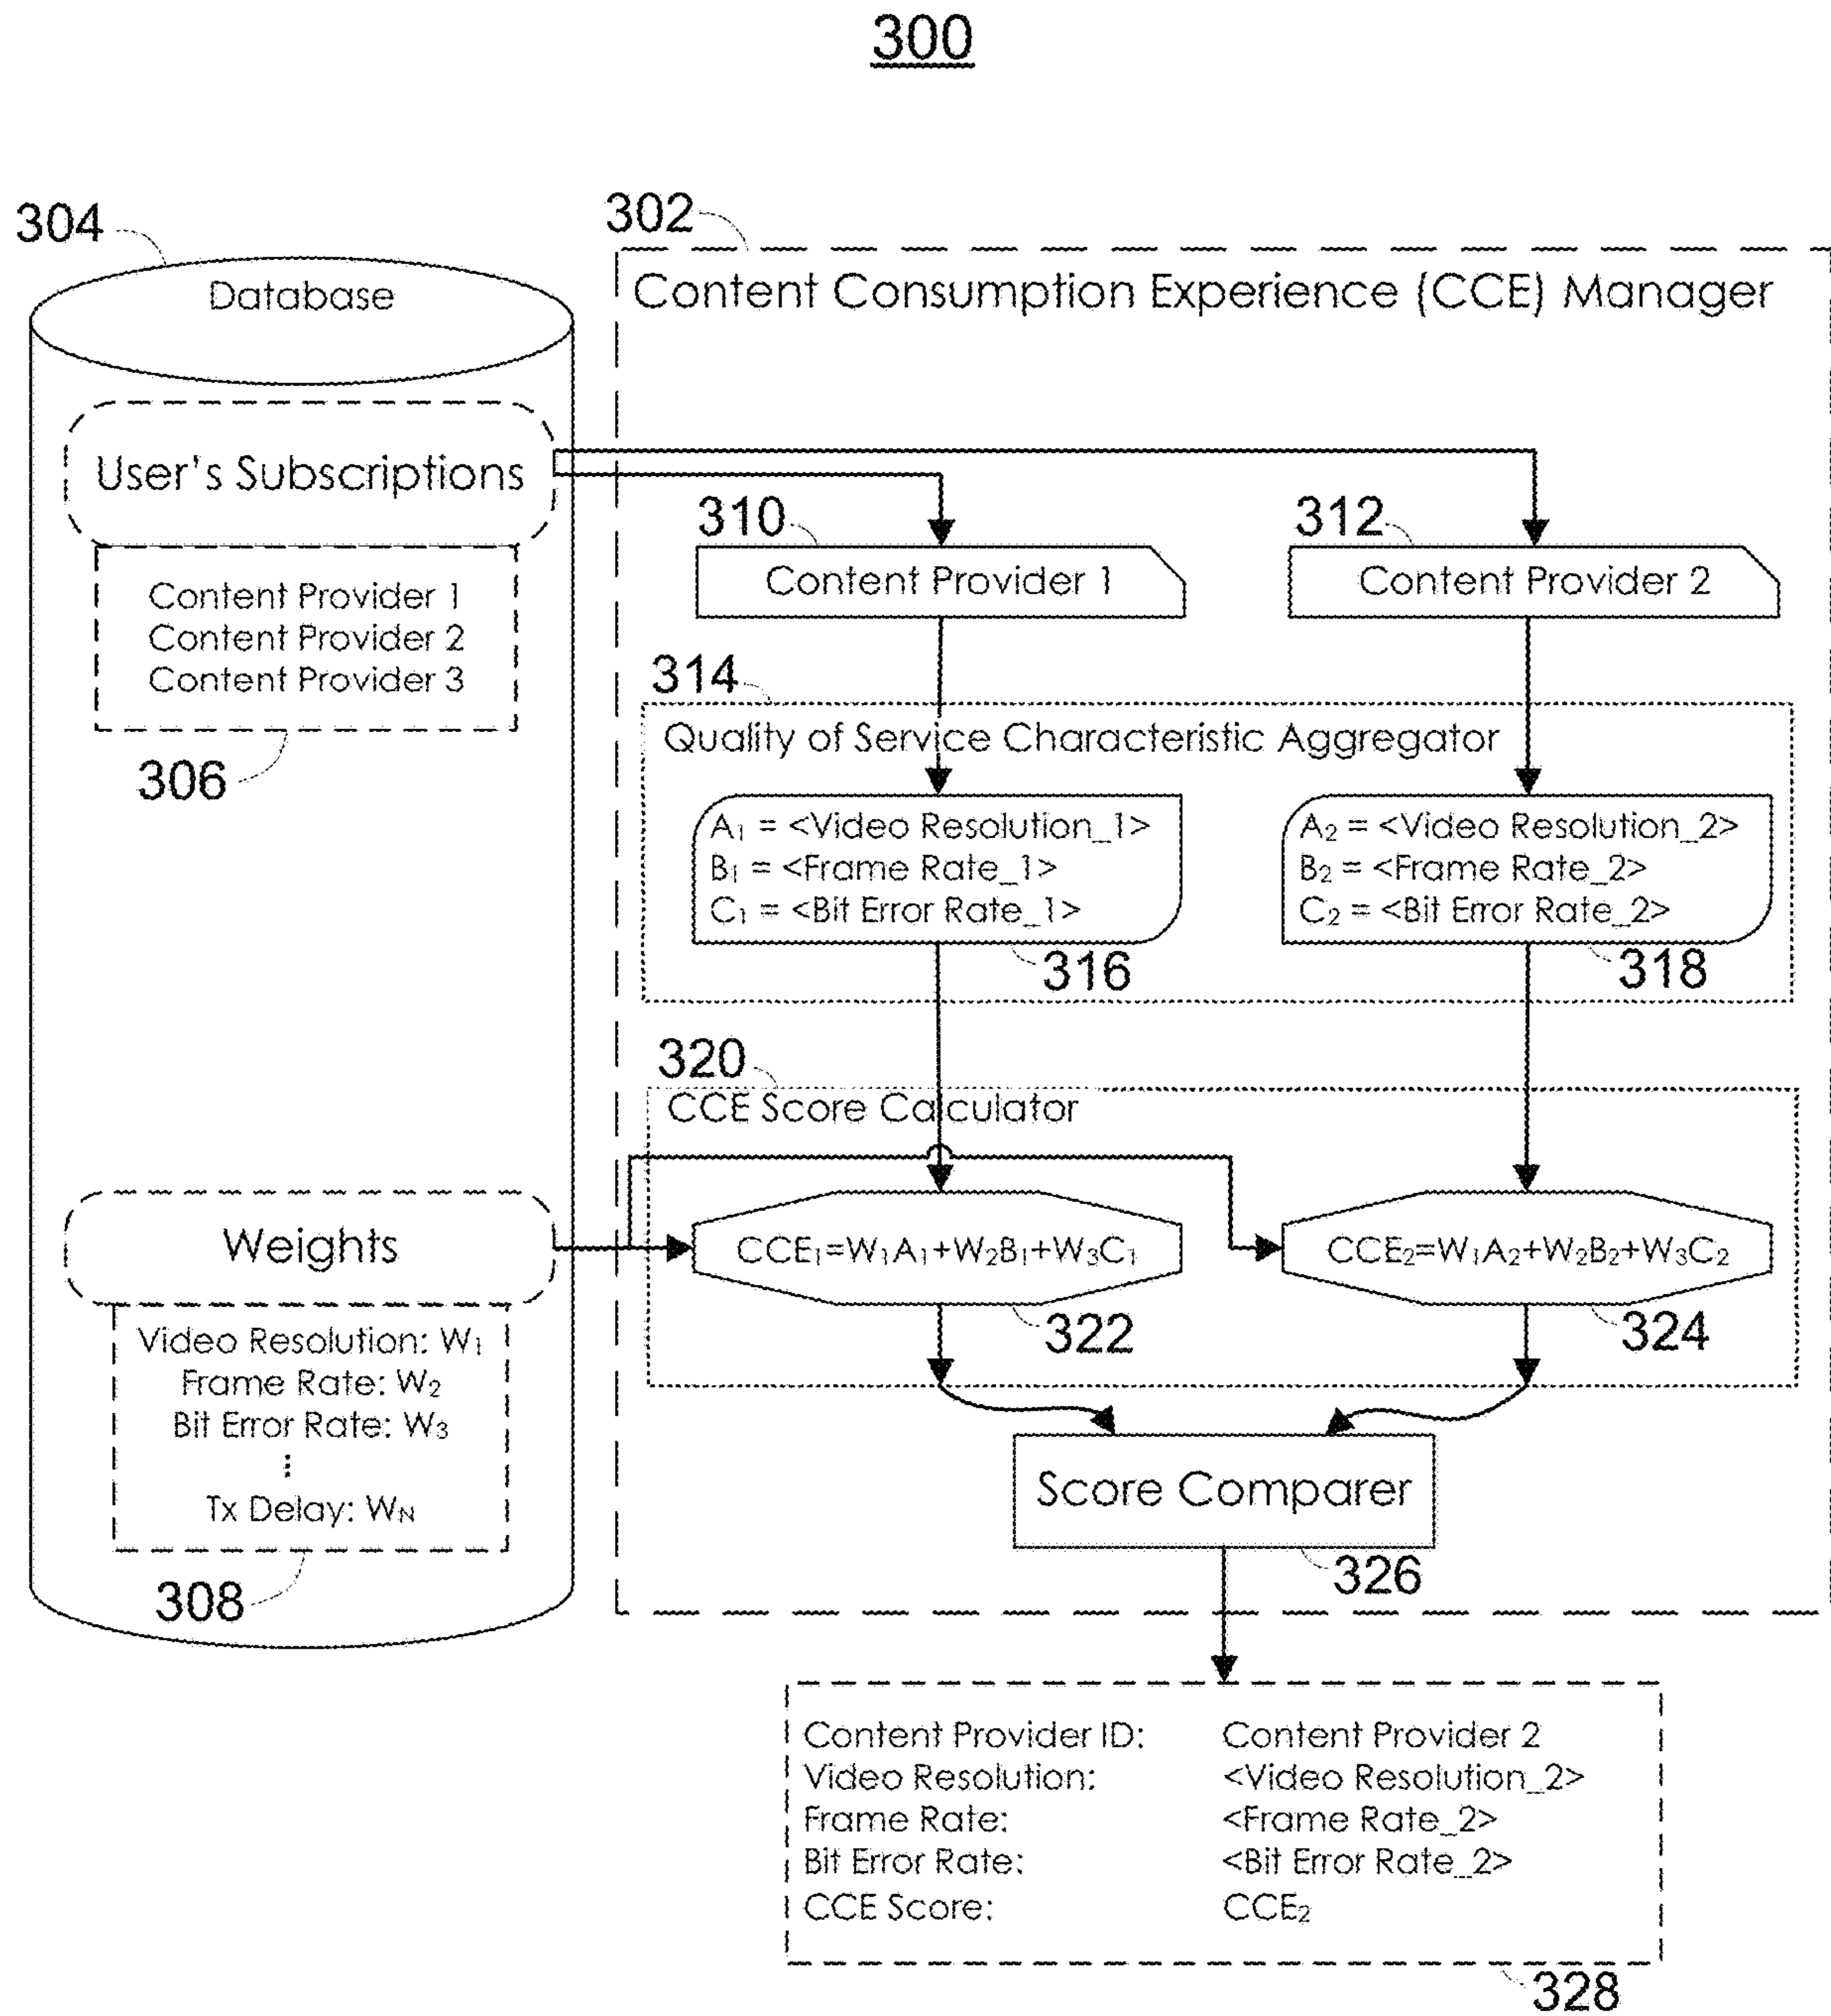 300
304
Database
User's Subscriptions
Content Provider 1
Content Provider 2
Content Provider 3
306
Weights
Video Resolution: W₁
Frame Rate: W₂
Bit Error Rate: W₃
⋮
Tx Delay: Wɴ
308
302
Content Consumption Experience (CCE) Manager
310
Content Provider 1
312
Content Provider 2
314
Quality of Service Characteristic Aggregator
A₁ = <Video Resolution_1>
B₁ = <Frame Rate_1>
C₁ = <Bit Error Rate_1>
316
A₂ = <Video Resolution_2>
B₂ = <Frame Rate_2>
C₂ = <Bit Error Rate_2>
318
320
CCE Score Calculator
CCE₁=W₁A₁+W₂B₁+W₃C₁
322
CCE₂=W₁A₂+W₂B₂+W₃C₂
324
Score Comparer
326
Content Provider ID: Content Provider 2
Video Resolution: <Video Resolution_2>
Frame Rate: <Frame Rate_2>
Bit Error Rate: <Bit Error Rate_2>
CCE Score: CCE₂
328